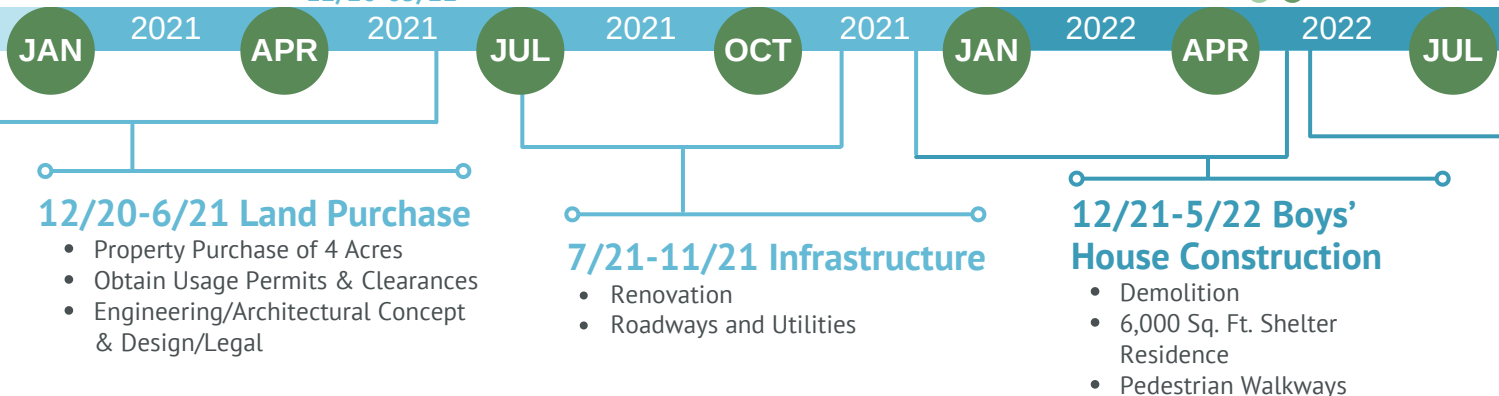 JAN 2021 APR 2021 JUL 2021 OCT 2021 JAN 2022 APR 2022 JUL
12/20-6/21 Land Purchase
• Property Purchase of 4 Acres
• Obtain Usage Permits & Clearances
• Engineering/Architectural Concept
& Design/Legal
7/21-11/21 Infrastructure
• Renovation
• Roadways and Utilities
12/21-5/22 Boys’
House Construction
• Demolition
• 6,000 Sq. Ft. Shelter
Residence
• Pedestrian Walkways